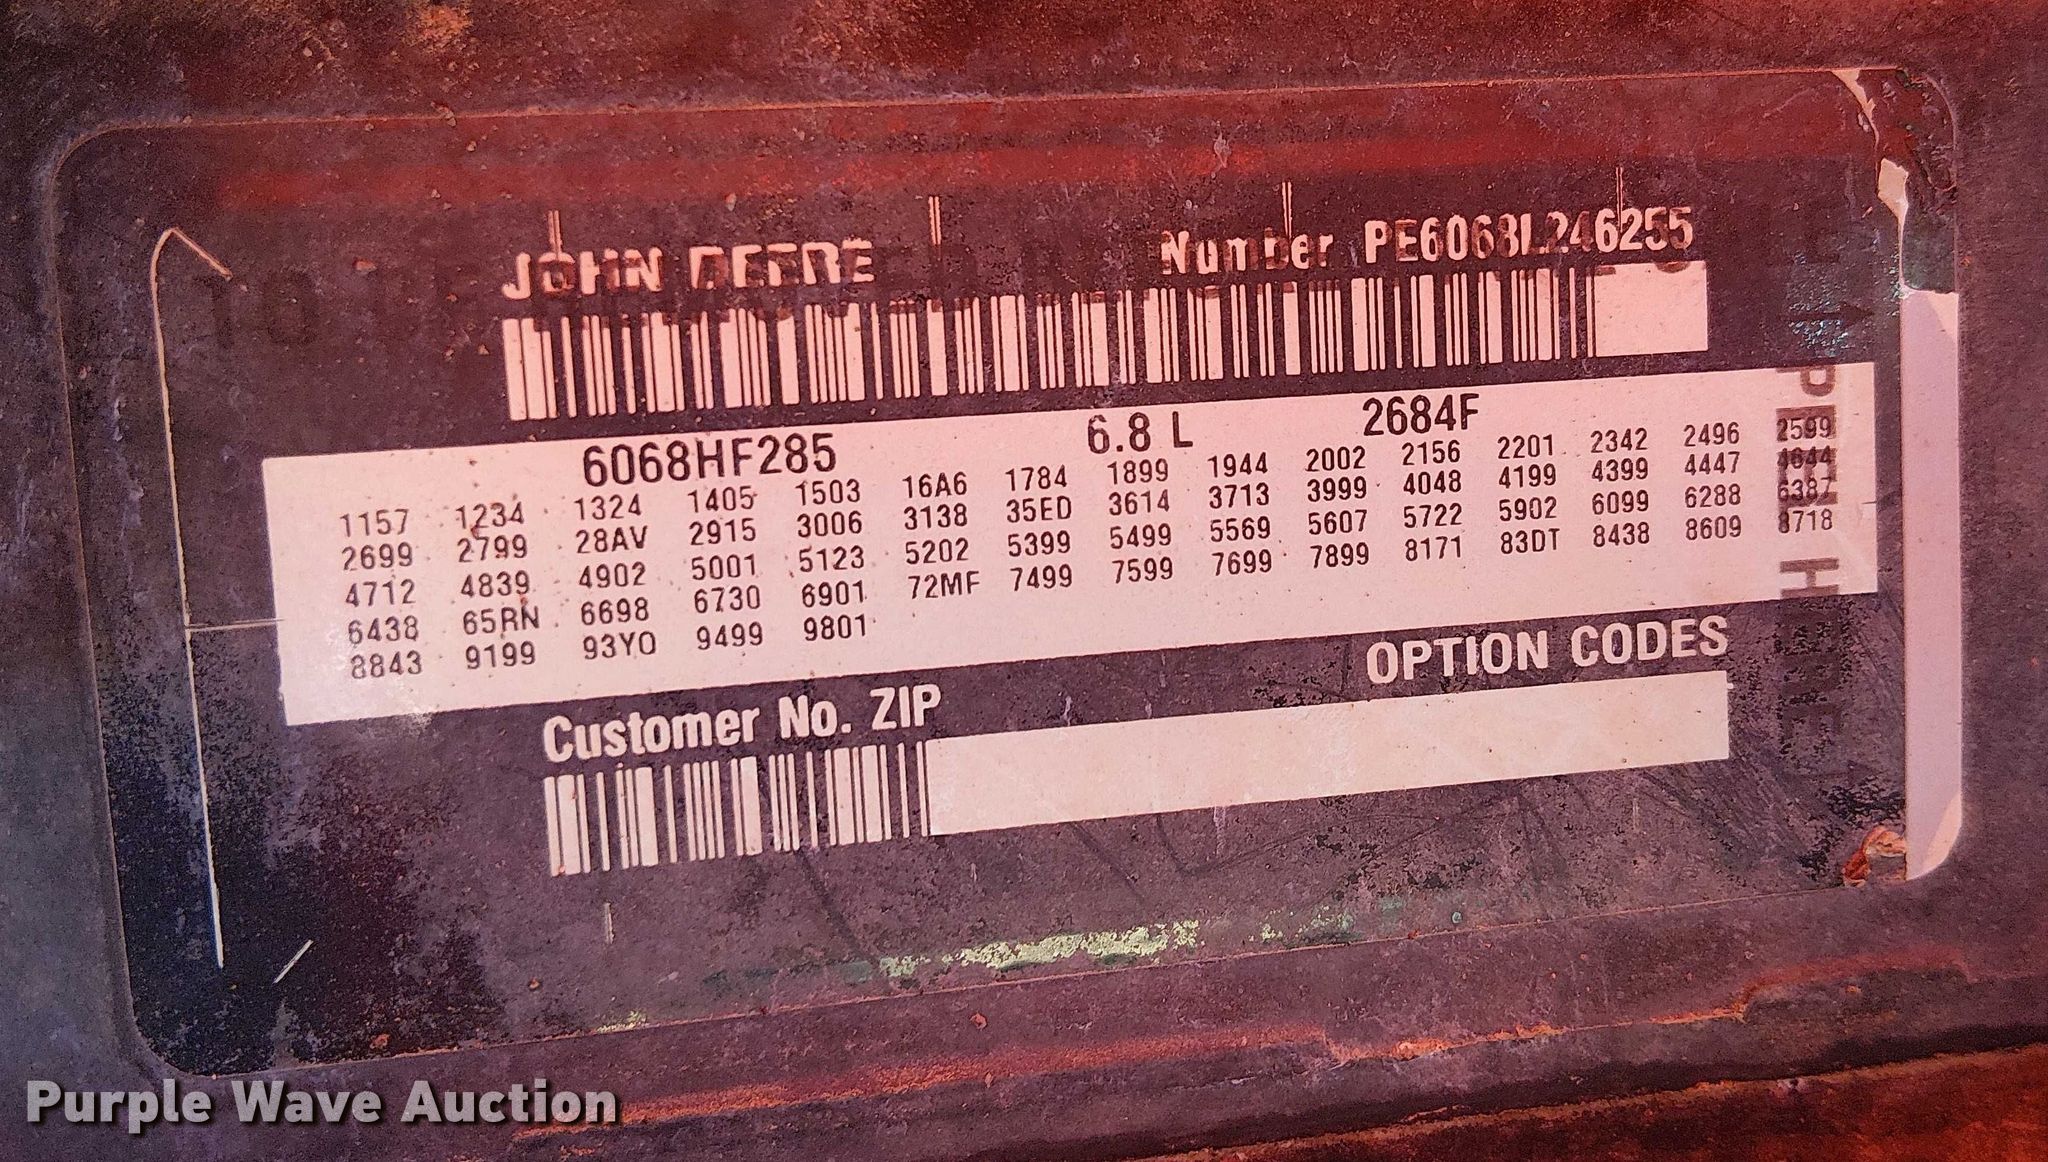 JOHN DEERE Number PE6068L246255
6068HF285 6.8 L 2684F
1157 1234 1324 1405 1503 16A6 1784 1899 1944 2002 2156 2201 2342 2496 2599
2699 2799 28AV 2915 3006 3138 35ED 3614 3713 3999 4048 4199 4399 4447 4644
4712 4839 4902 5001 5123 5202 5399 5499 5569 5607 5722 5902 6099 6288 6387
6438 65RN 6698 6730 6901 72MF 7499 7599 7699 7899 8171 83DT 8438 8609 8718
8843 9199 93YO 9499 9801
OPTION CODES
Customer No. ZIP
Purple Wave Auction